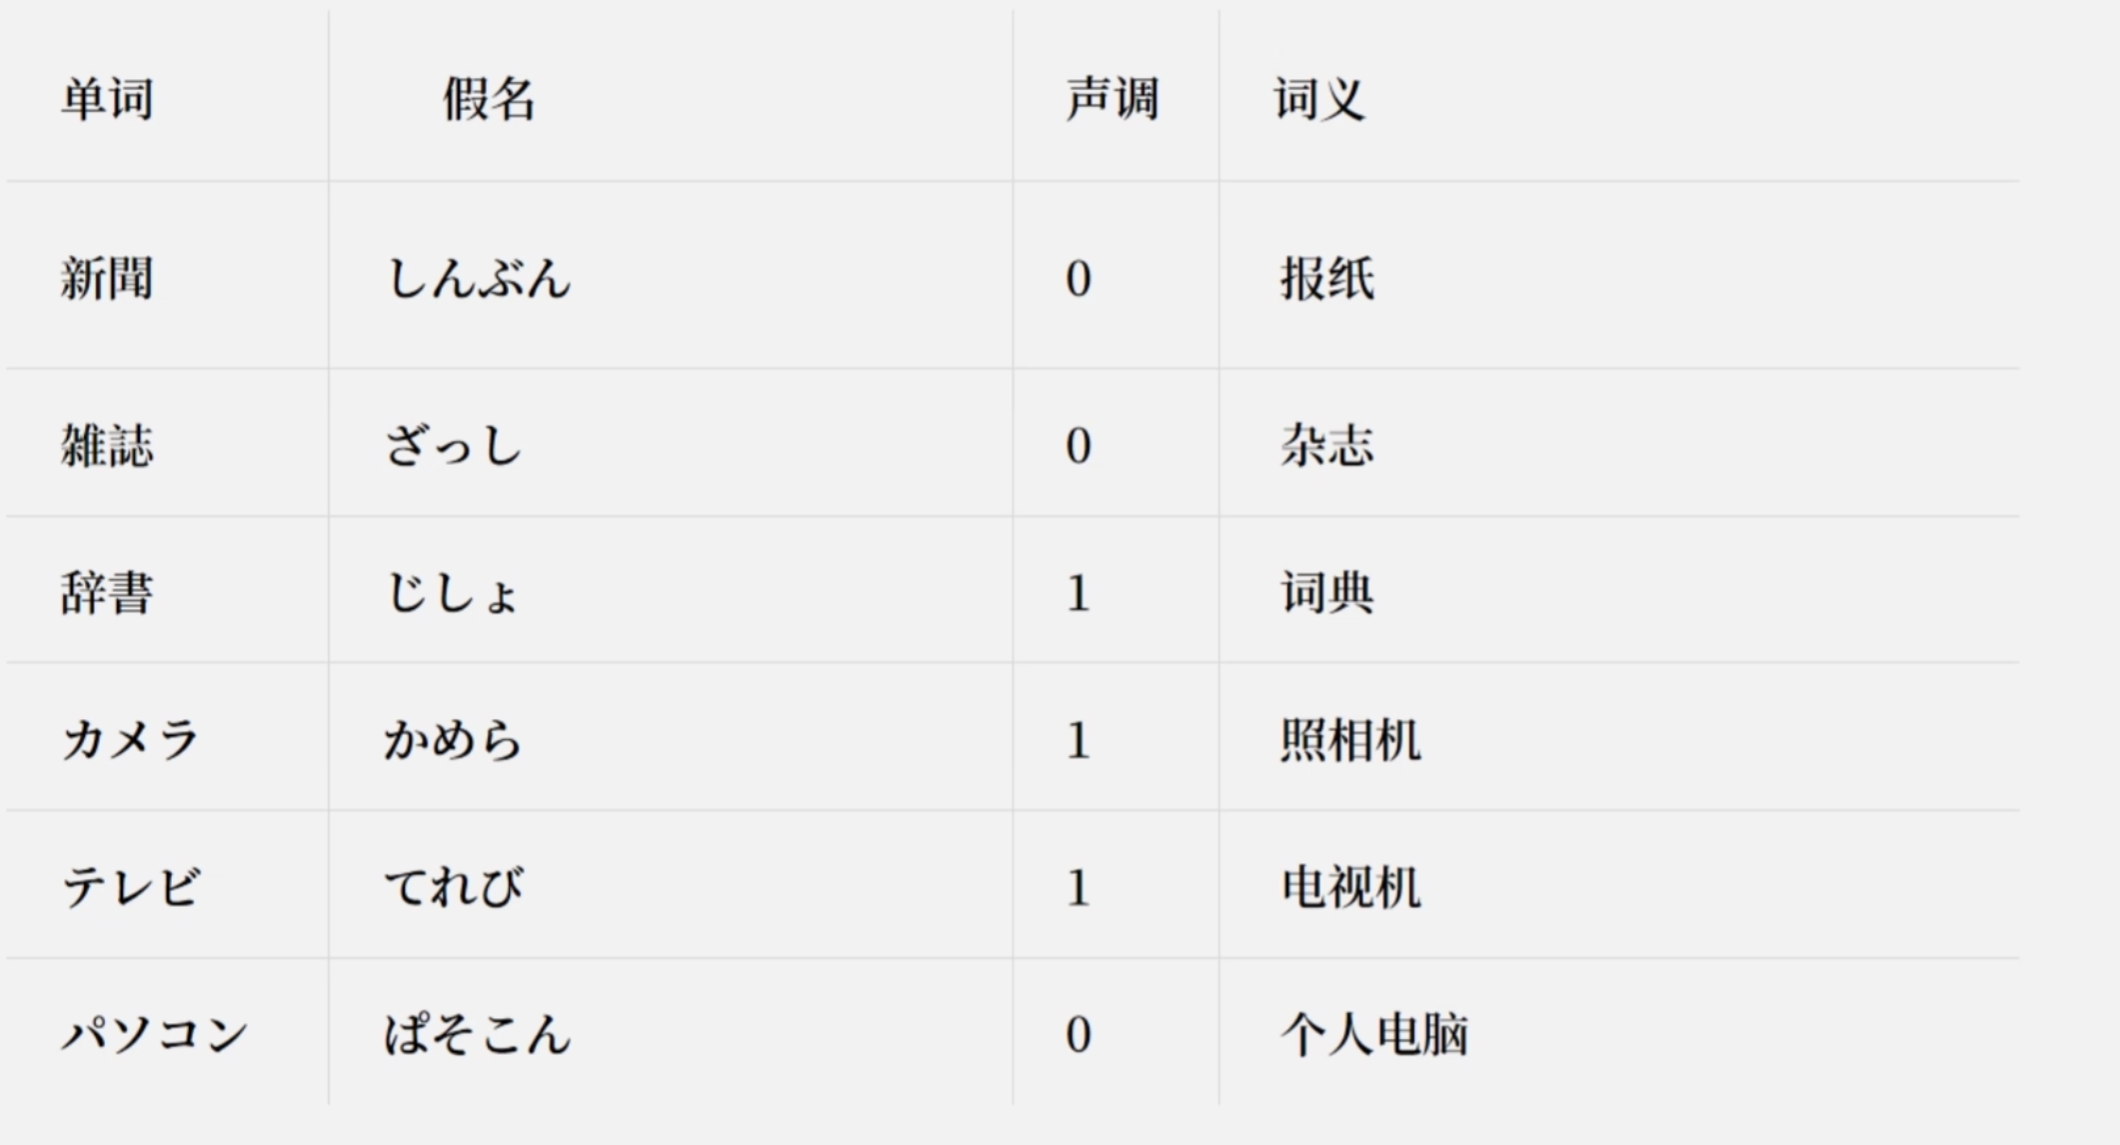 单词 假名 声调 词义
新聞 しんぶん 0 报纸
雑誌 ざっし 0 杂志
辞書 じしょ 1 词典
カメラ かめら 1 照相机
テレビ てれび 1 电视机
パソコン ぱそこん 0 个人电脑